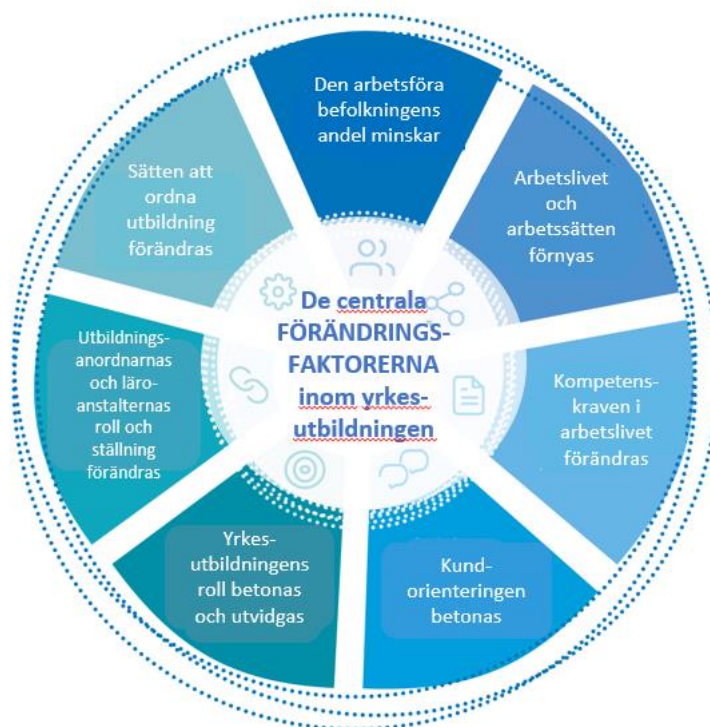 Den arbetsföra
befolkningens
andel minskar
Arbetslivet
och
arbetssätten
förnyas
Kompetens-
kraven i
arbetslivet
förändras
Kund-
orienteringen
betonas
Yrkes-
utbildningens
roll betonas
och utvidgas
Utbildnings-
anordnarnas
och läro-
anstalternas
roll och
ställning
förändras
Sätten att
ordna
utbildning
förändras
De centrala
FÖRÄNDRINGS-
FAKTORERNA
inom yrkes-
utbildningen